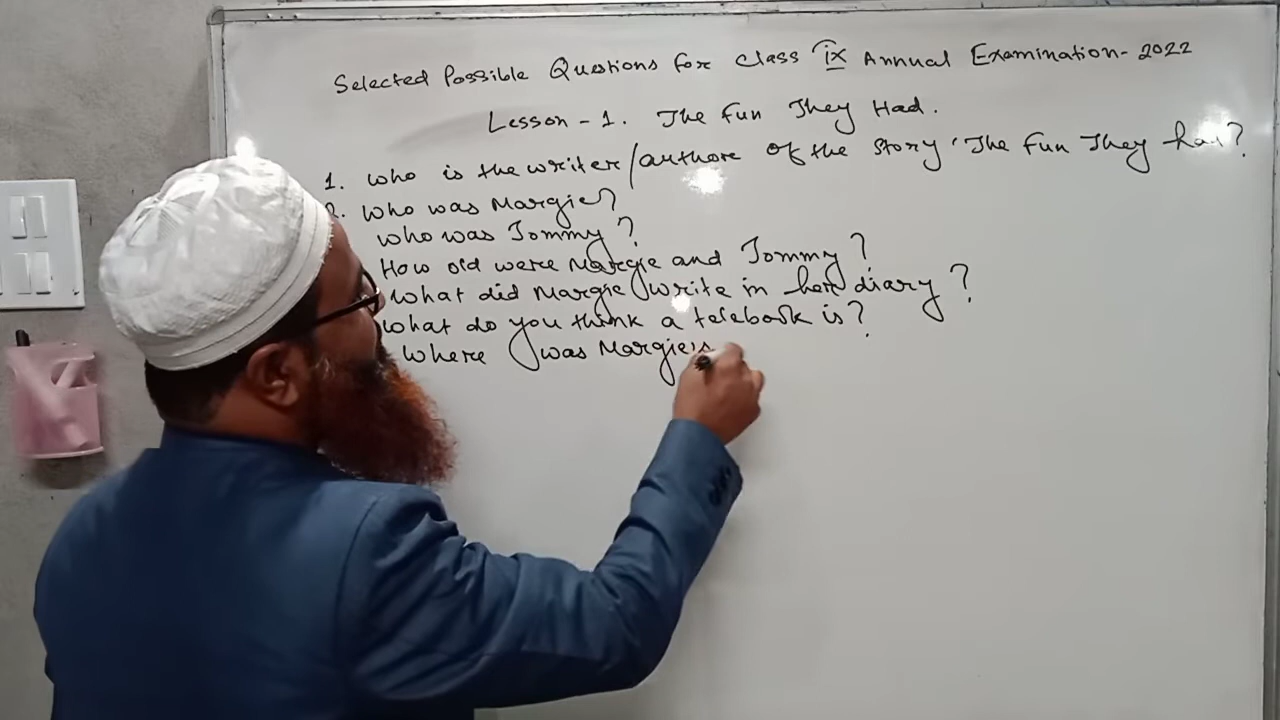 Selected Possible Questions for Class IX Annual Examination - 2022
Lesson - 1. The Fun They Had.
1. Who is the writer/authore of the story 'The Fun They had?
2. Who was Margie?
Who was Tommy?
How old were Margie and Tommy?
What did Margie write in her diary?
What do you think a telebook is?
Where was Margie's